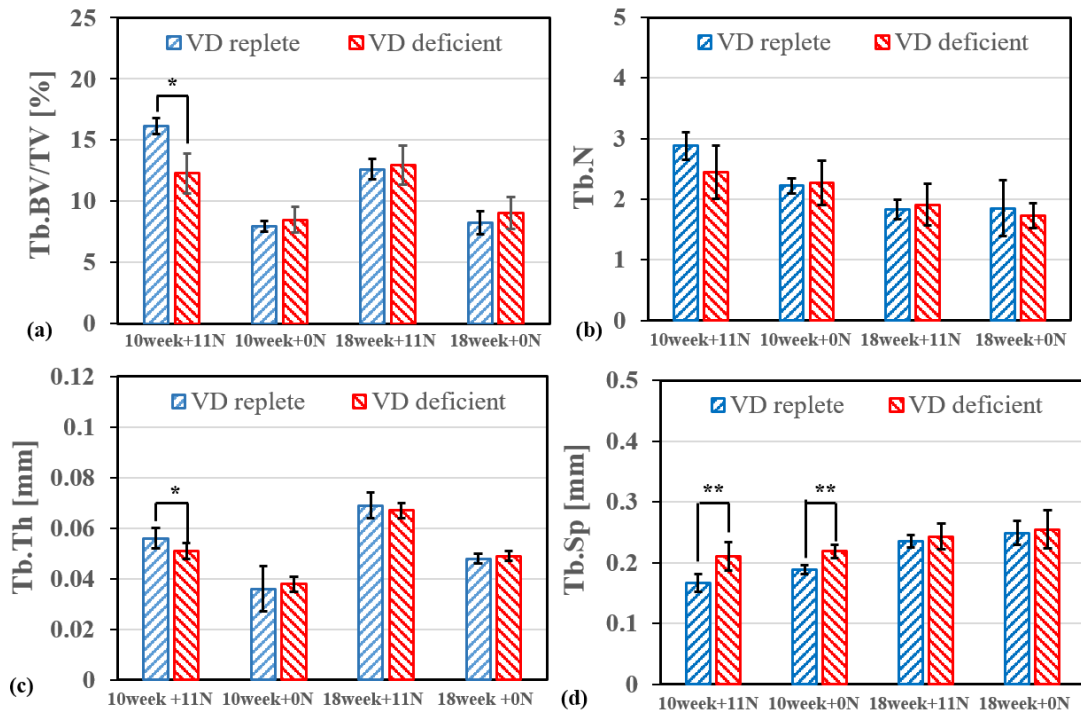 25
20
15
10
5
0
Tb.BV/TV [%]
VD replete VD deficient
*
(a)
10week+11N 10week+0N 18week+11N 18week+0N
5
4
3
2
1
0
Tb.N
VD replete VD deficient
(b)
10week+11N 10week+0N 18week+11N 18week+0N
0.12
0.1
0.08
0.06
0.04
0.02
0
Tb.Th [mm]
VD replete VD deficient
*
(c)
10week +11N 10week+0N 18week+11N 18week +0N
0.5
0.4
0.3
0.2
0.1
0
Tb.Sp [mm]
VD replete VD deficient
** **
(d)
10week+11N 10week+0N 18week+11N 18week+0N